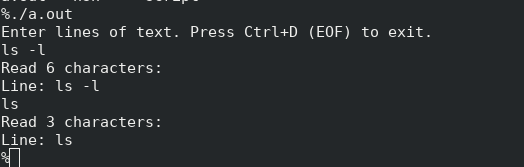 %./a.out
Enter lines of text. Press Ctrl+D (EOF) to exit.
ls -l
Read 6 characters:
Line: ls -l
ls
Read 3 characters:
Line: ls
%